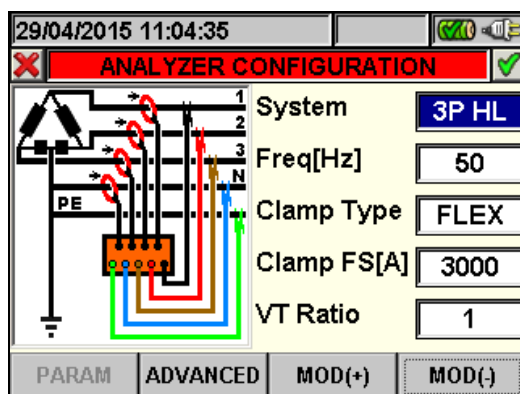 29/04/2015 11:04:35
ANALYZER CONFIGURATION
1
2
3
N
PE
System 3P HL
Freq[Hz] 50
Clamp Type FLEX
Clamp FS[A] 3000
VT Ratio 1
PARAM ADVANCED MOD(+) MOD(-)